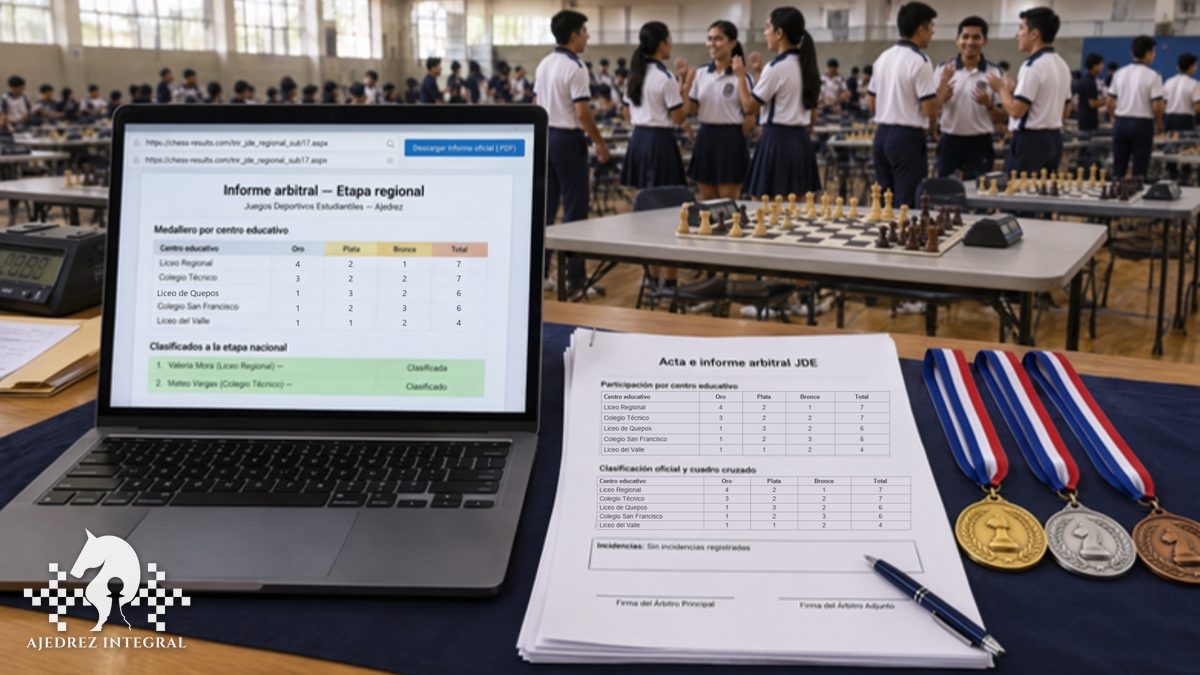 https://chess-results.com/tnr_jde_regional_sub17.aspx
Descargar informe oficial (.PDF)
https://chess-results.com/tnr_jde_regional_sub17.aspx
Informe arbitral — Etapa regional
Juegos Deportivos Estudiantiles — Ajedrez
Medallero por centro educativo
Centro educativo Oro Plata Bronce Total
Liceo Regional 4 2 1 7
Colegio Técnico 3 2 2 7
Liceo de Quepos 1 3 2 6
Colegio San Francisco 1 2 3 6
Liceo del Valle 1 1 2 4
Clasificados a la etapa nacional
1. Valeria Mora (Liceo Regional) — Clasificada
2. Mateo Vargas (Colegio Técnico) — Clasificado
Acta e informe arbitral JDE
Participación por centro educativo
Centro educativo Oro Plata Bronce Total
Liceo Regional 4 2 1 7
Colegio Técnico 3 2 2 7
Liceo de Quepos 1 3 2 6
Colegio San Francisco 1 2 3 6
Liceo del Valle 1 1 2 4
Clasificación oficial y cuadro cruzado
Centro educativo Oro Plata Bronce Total
Liceo Regional 4 2 1 7
Colegio Técnico 3 2 2 7
Liceo de Quepos 1 3 2 6
Colegio San Francisco 1 2 3 6
Liceo del Valle 1 1 2 4
Incidencias: Sin incidencias registradas
Firma del Árbitro Principal
Firma del Árbitro Adjunto
AJEDREZ INTEGRAL